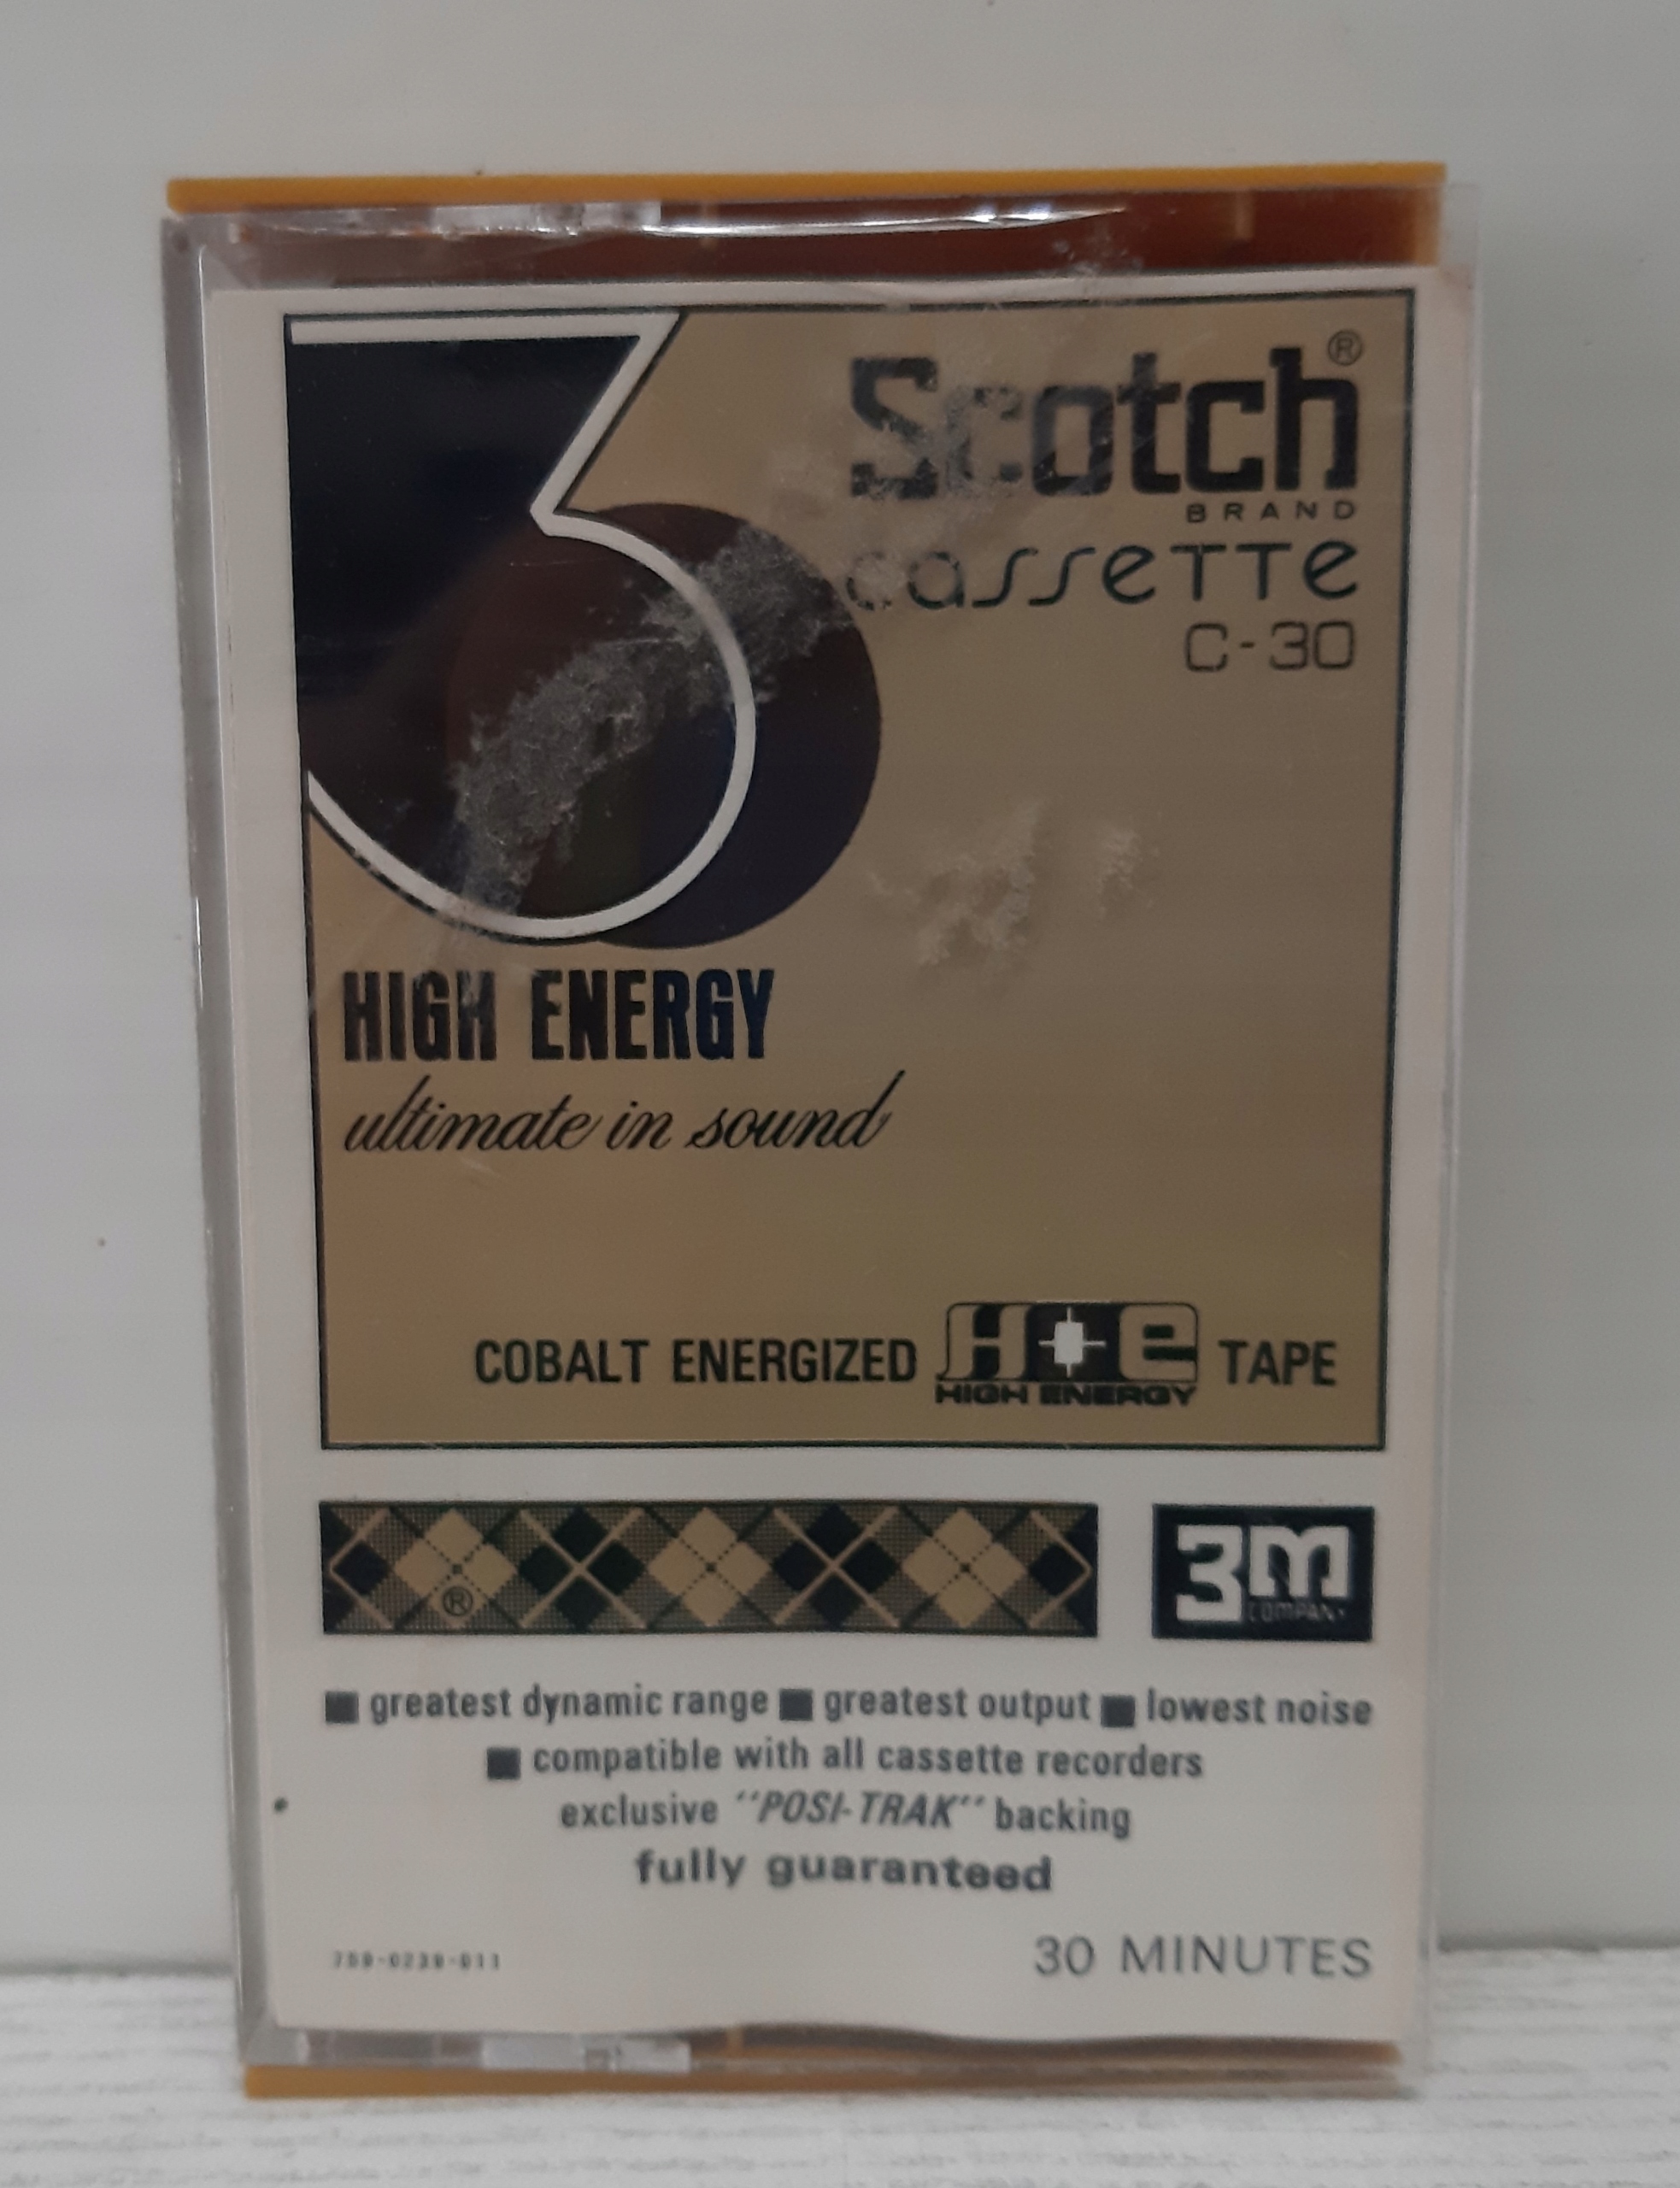 3
Scotch®
BRAND
cassette
C-30
HIGH ENERGY
ultimate in sound
COBALT ENERGIZED H+e TAPE
HIGH ENERGY
®
3M
COMPANY
■ greatest dynamic range ■ greatest output ■ lowest noise
■ compatible with all cassette recorders
exclusive "POSI-TRAK" backing
fully guaranteed
30 MINUTES